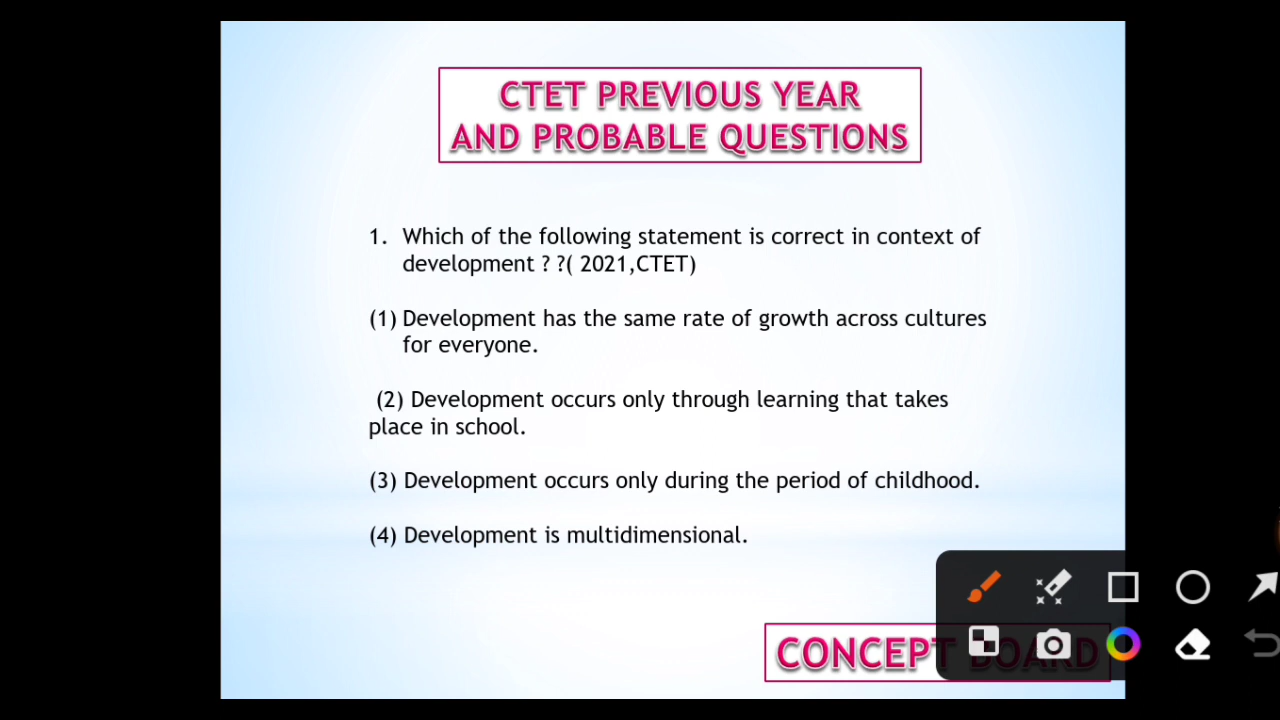 CTET PREVIOUS YEAR
AND PROBABLE QUESTIONS
1. Which of the following statement is correct in context of
development ? ?( 2021,CTET)
(1) Development has the same rate of growth across cultures
for everyone.
(2) Development occurs only through learning that takes
place in school.
(3) Development occurs only during the period of childhood.
(4) Development is multidimensional.
CONCEPT BOARD